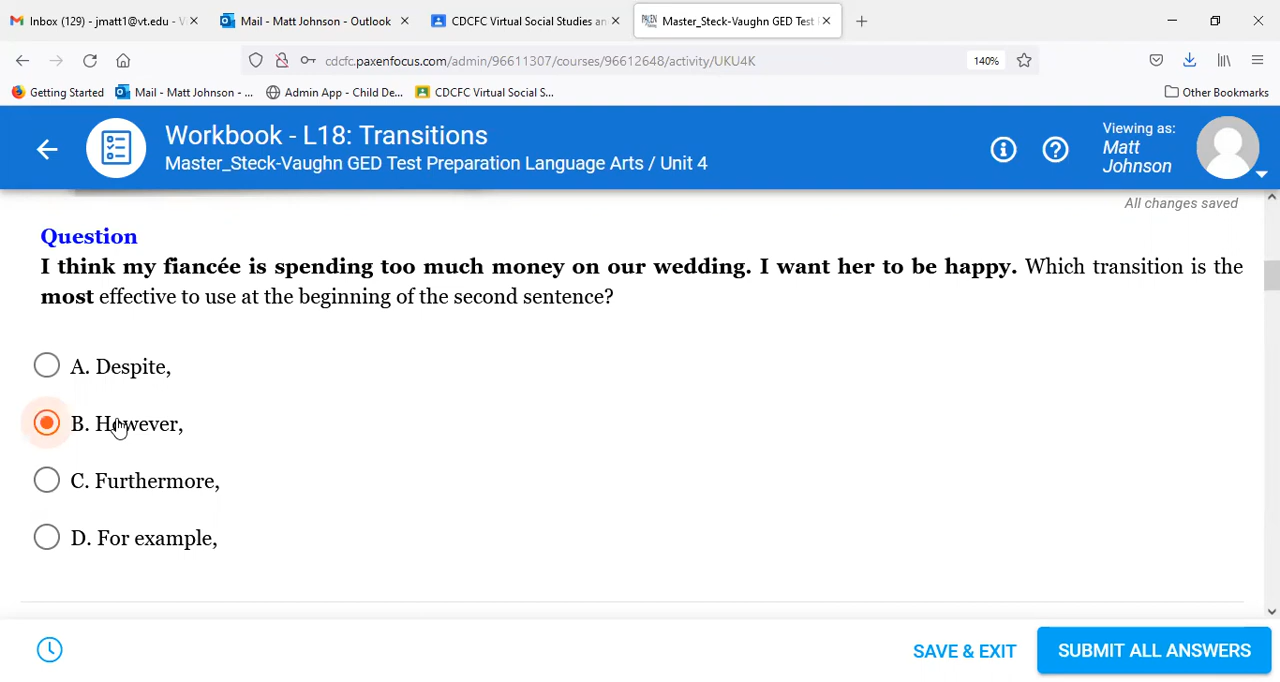 Inbox (129) - jmatt1@vt.edu - V
Mail - Matt Johnson - Outlook
CDCFC Virtual Social Studies an
PAXEN Master_Steck-Vaughn GED Test
cdcfc.paxenfocus.com/admin/96611307/courses/96612648/activity/UKU4K
140%
Getting Started
Mail - Matt Johnson - ...
Admin App - Child De...
CDCFC Virtual Social S...
Other Bookmarks
Workbook - L18: Transitions
Master_Steck-Vaughn GED Test Preparation Language Arts / Unit 4
Viewing as:
Matt
Johnson
All changes saved
Question
I think my fiancée is spending too much money on our wedding. I want her to be happy. Which transition is the
most effective to use at the beginning of the second sentence?
A. Despite,
B. However,
C. Furthermore,
D. For example,
SAVE & EXIT
SUBMIT ALL ANSWERS